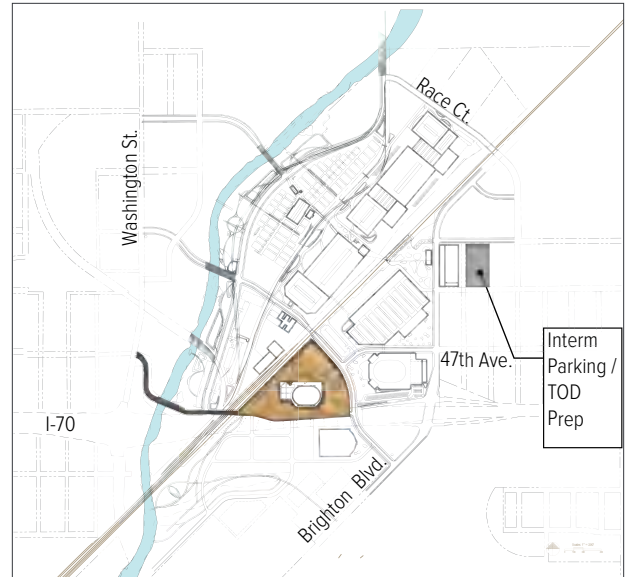 Race Ct.
Washington St.
47th Ave.
Interm
Parking /
TOD
Prep
I-70
Brighton Blvd.